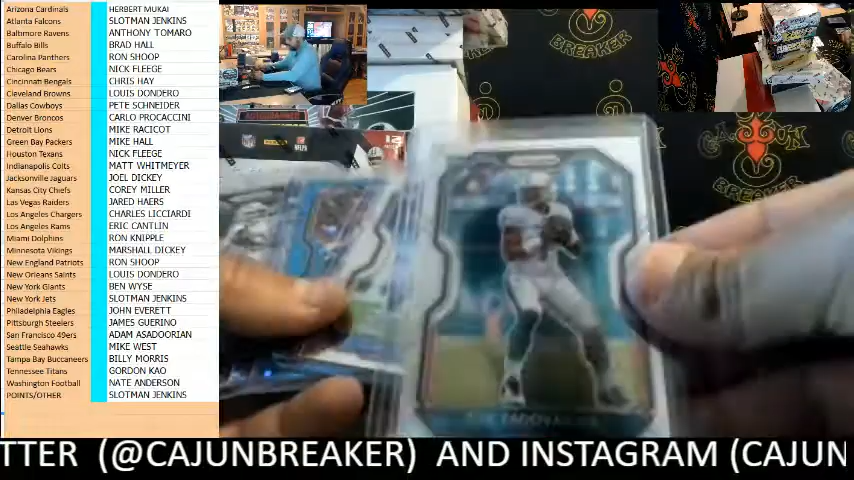 Arizona Cardinals HERBERT MUKAI
Atlanta Falcons SLOTMAN JENKINS
Baltimore Ravens ANTHONY TOMARO
Buffalo Bills BRAD HALL
Carolina Panthers RON SHOOP
Chicago Bears NICK FLEEGE
Cincinnati Bengals CHRIS HAY
Cleveland Browns LOUIS DONDERO
Dallas Cowboys PETE SCHNEIDER
Denver Broncos CARLO PROCACCINI
Detroit Lions MIKE RACICOT
Green Bay Packers MIKE HALL
Houston Texans NICK FLEEGE
Indianapolis Colts MATT WHITMEYER
Jacksonville Jaguars JOEL DICKEY
Kansas City Chiefs COREY MILLER
Las Vegas Raiders JARED HAERS
Los Angeles Chargers CHARLES LICCIARDI
Los Angeles Rams ERIC CANTLIN
Miami Dolphins RON KNIPPLE
Minnesota Vikings MARSHALL DICKEY
New England Patriots RON SHOOP
New Orleans Saints LOUIS DONDERO
New York Giants BEN WYSE
New York Jets SLOTMAN JENKINS
Philadelphia Eagles JOHN EVERETT
Pittsburgh Steelers JAMES GUERINO
San Francisco 49ers ADAM ASADOORIAN
Seattle Seahawks MIKE WEST
Tampa Bay Buccaneers BILLY MORRIS
Tennessee Titans GORDON KAO
Washington Football NATE ANDERSON
POINTS/OTHER SLOTMAN JENKINS
BREAKER
CAJUN
BREAKER
TTER (@CAJUNBREAKER) AND INSTAGRAM (CAJUN